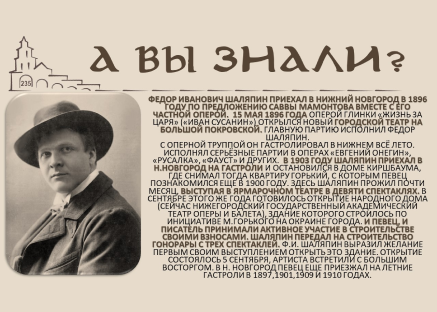 А ВЫ ЗНАЛИ?
235
ФЕДОР ИВАНОВИЧ ШАЛЯПИН ПРИЕХАЛ В НИЖНИЙ НОВГОРОД В 1896
ГОДУ ПО ПРЕДЛОЖЕНИЮ САВВЫ МАМОНТОВА ВМЕСТЕ С ЕГО
ЧАСТНОЙ ОПЕРОЙ. 15 МАЯ 1896 ГОДА ОПЕРОЙ ГЛИНКИ «ЖИЗНЬ ЗА
ЦАРЯ» («ИВАН СУСАНИН») ОТКРЫЛСЯ НОВЫЙ ГОРОДСКОЙ ТЕАТР НА
БОЛЬШОЙ ПОКРОВСКОЙ. ГЛАВНУЮ ПАРТИЮ ИСПОЛНИЛ ФЕДОР
ШАЛЯПИН.
С ОПЕРНОЙ ТРУППОЙ ОН ГАСТРОЛИРОВАЛ В НИЖНЕМ ВСЁ ЛЕТО.
ИСПОЛНЯЛ СЕРЬЁЗНЫЕ ПАРТИИ В ОПЕРАХ «ЕВГЕНИЙ ОНЕГИН»,
«РУСАЛКА», «ФАУСТ» И ДРУГИХ. В 1903 ГОДУ ШАЛЯПИН ПРИЕХАЛ В
Н.НОВГОРОД НА ГАСТРОЛИ И ОСТАНОВИЛСЯ В ДОМЕ КИРШБАУМА,
ГДЕ СНИМАЛ ТОГДА КВАРТИРУ ГОРЬКИЙ, С КОТОРЫМ ПЕВЕЦ
ПОЗНАКОМИЛСЯ ЕЩЁ В 1900 ГОДУ. ЗДЕСЬ ШАЛЯПИН ПРОЖИЛ ПОЧТИ
МЕСЯЦ, ВЫСТУПАЯ В ЯРМАРОЧНОМ ТЕАТРЕ В ДЕВЯТИ СПЕКТАКЛЯХ. В
СЕНТЯБРЕ ЭТОГО ЖЕ ГОДА ГОТОВИЛОСЬ ОТКРЫТИЕ НАРОДНОГО ДОМА
(СЕЙЧАС НИЖЕГОРОДСКИЙ ГОСУДАРСТВЕННЫЙ АКАДЕМИЧЕСКИЙ
ТЕАТР ОПЕРЫ И БАЛЕТА), ЗДАНИЕ КОТОРОГО СТРОИЛОСЬ ПО
ИНИЦИАТИВЕ М.ГОРЬКОГО НА ОКРАИНЕ ГОРОДА. И ПЕВЕЦ, И
ПИСАТЕЛЬ ПРИНИМАЛИ АКТИВНОЕ УЧАСТИЕ В СТРОИТЕЛЬСТВЕ
СВОИМИ ВЗНОСАМИ. ШАЛЯПИН ПЕРЕДАЛ НА СТРОИТЕЛЬСТВО
ГОНОРАРЫ С ТРЕХ СПЕКТАКЛЕЙ. Ф.И. ШАЛЯПИН ВЫРАЗИЛ ЖЕЛАНИЕ
ПЕРВЫМ СВОИМ ВЫСТУПЛЕНИЕМ ОТКРЫТЬ ЭТО ЗДАНИЕ. ОТКРЫТИЕ
СОСТОЯЛОСЬ 5 СЕНТЯБРЯ, АРТИСТА ВСТРЕТИЛИ С БОЛЬШИМ
ВОСТОРГОМ. В Н. НОВГОРОД ПЕВЕЦ ЕЩЕ ПРИЕЗЖАЛ НА ЛЕТНИЕ
ГАСТРОЛИ В 1897,1901,1909 И 1910 ГОДАХ.